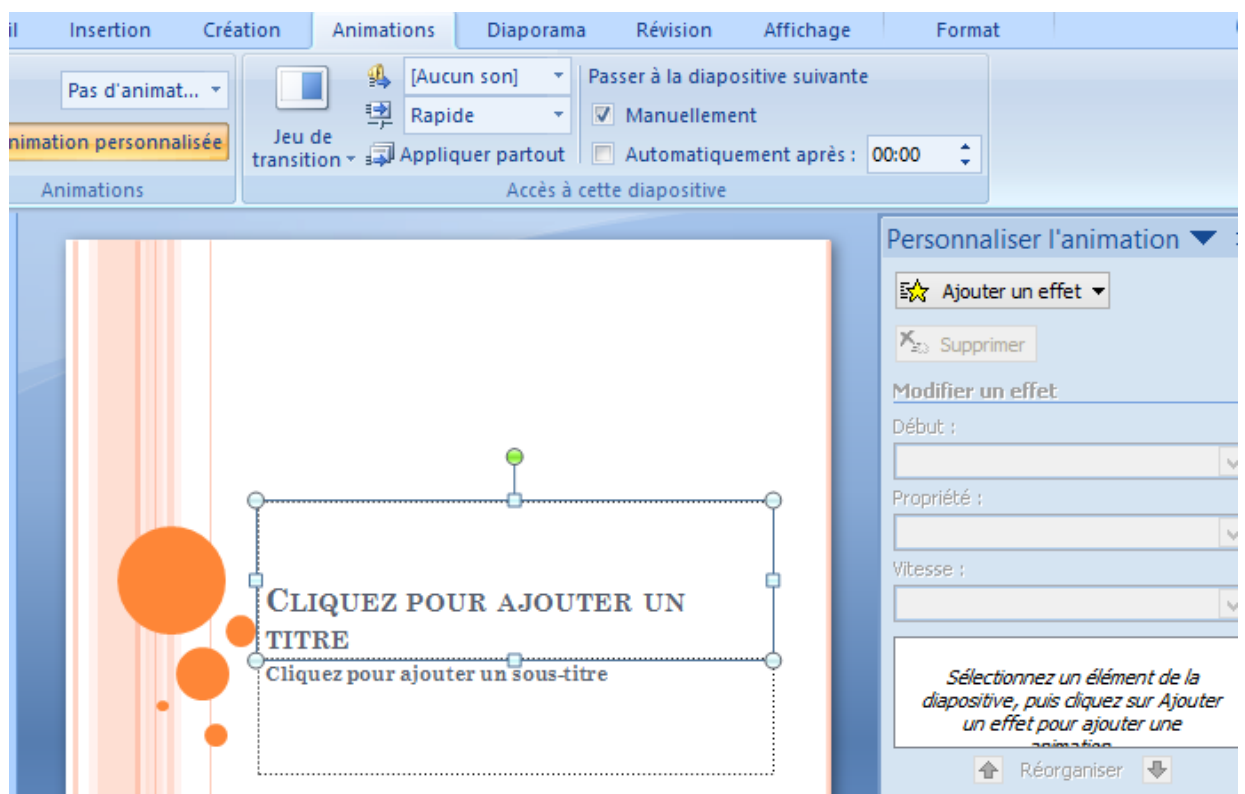 il Insertion Création Animations Diaporama Révision Affichage Format
Pas d'animat... [Aucun son] Passer à la diapositive suivante
Rapide Manuellement
nimation personnalisée Jeu de transition Appliquer partout Automatiquement après : 00:00
Animations Accès à cette diapositive
Personnaliser l'animation
Ajouter un effet
Supprimer
Modifier un effet
Début :
Propriété :
Vitesse :
CLIQUEZ POUR AJOUTER UN
TITRE
Cliquez pour ajouter un sous-titre
Sélectionnez un élément de la
diapositive, puis cliquez sur Ajouter
un effet pour ajouter une
animation
Réorganiser